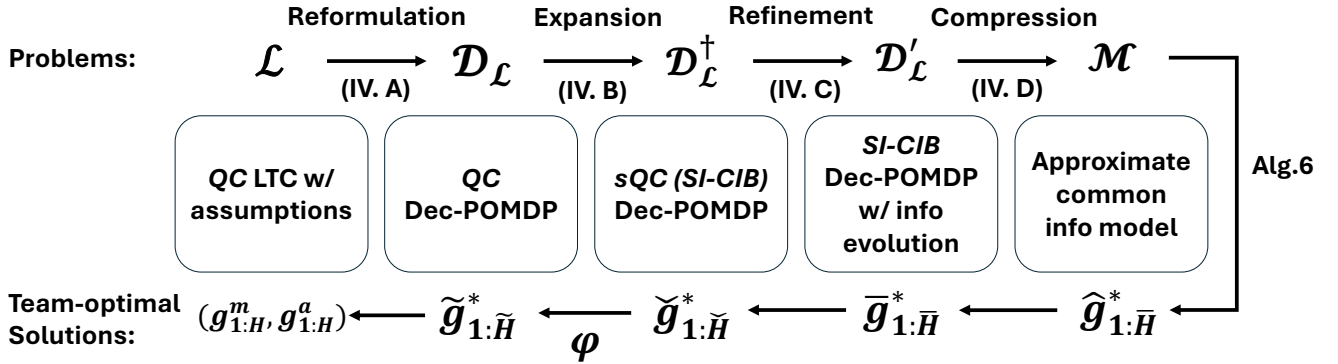 Reformulation Expansion Refinement Compression
Problems: ℒ 𝒟_ℒ 𝒟_ℒ^† 𝒟_ℒ′ ℳ
(IV. A) (IV. B) (IV. C) (IV. D)
QC LTC w/
assumptions
QC
Dec-POMDP
sQC (SI-CIB)
Dec-POMDP
SI-CIB
Dec-POMDP
w/ info
evolution
Approximate
common
info model
Alg.6
Team-optimal
Solutions:
(g^m_{1:H}, g^a_{1:H}) g̃^*_{1:H̃} ǧ^*_{1:Ȟ} g̅^*_{1:H̅} ĝ^*_{1:H̅}
φ